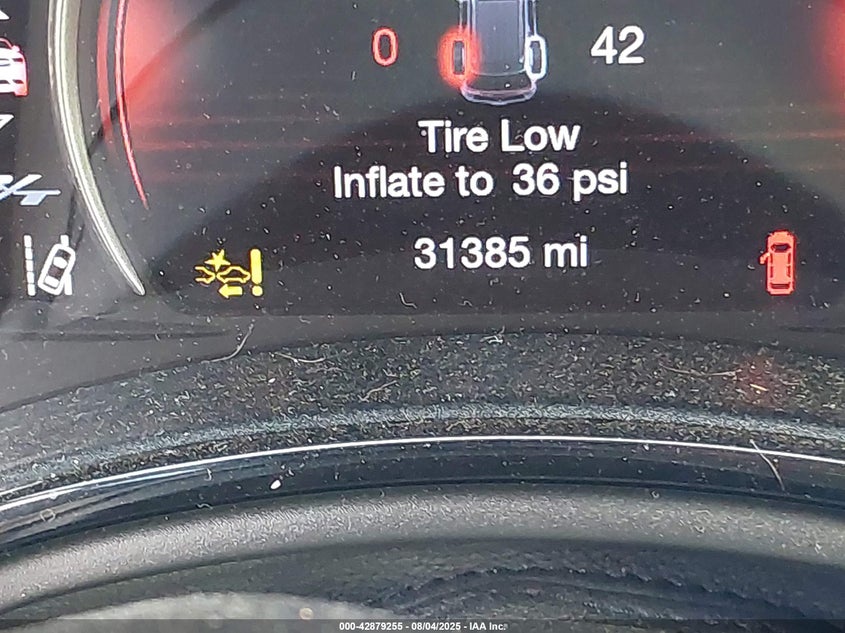 0 42
Tire Low
Inflate to 36 psi
31385 mi
000-42879255 - 08/04/2025 - IAA Inc.